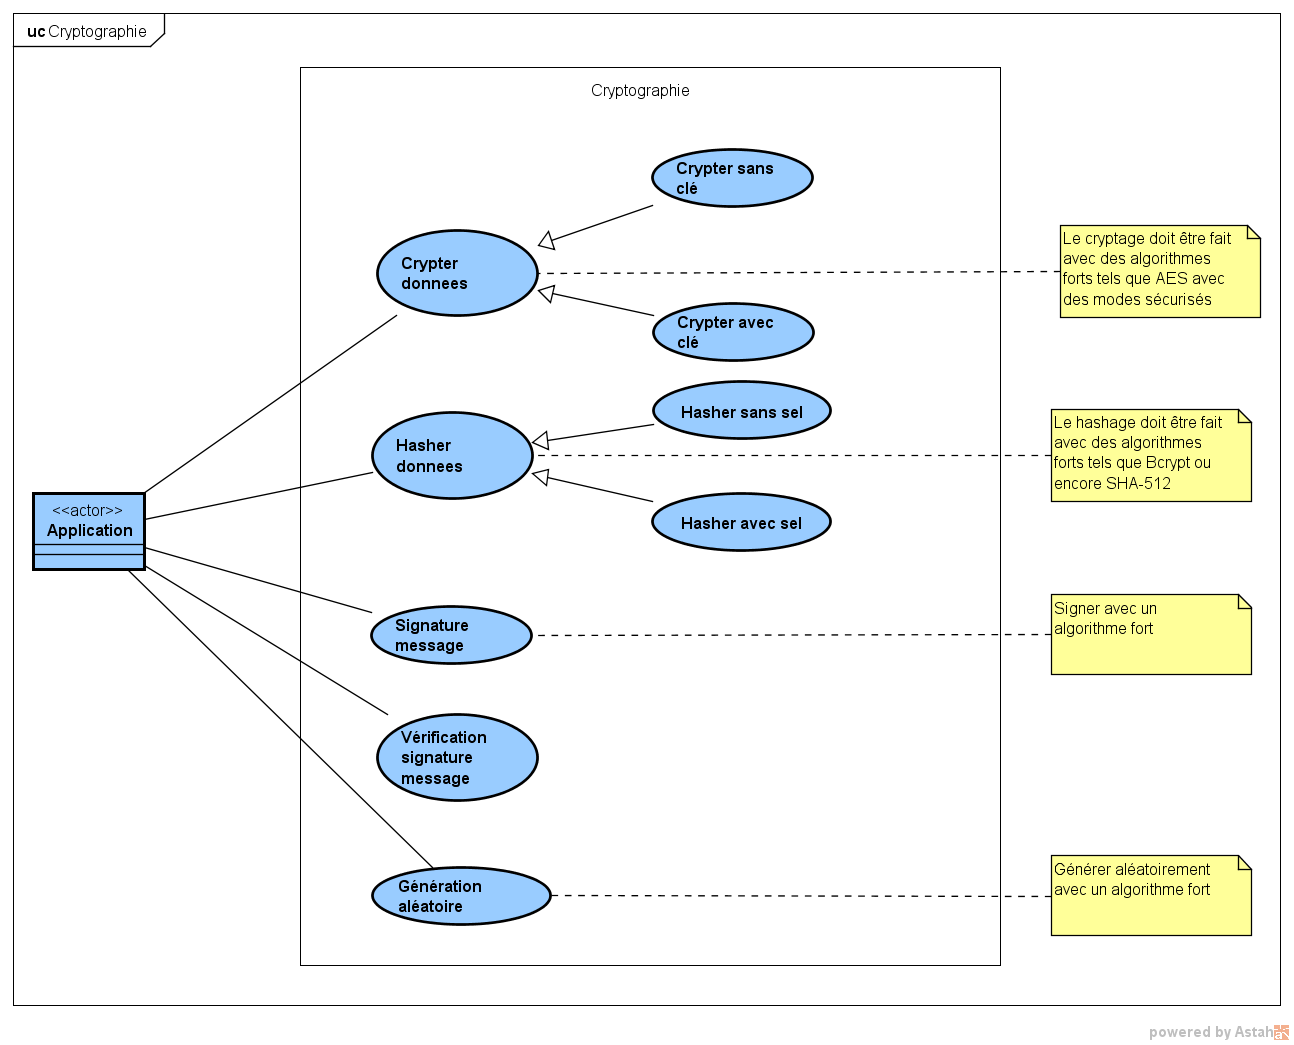 uc Cryptographie
Cryptographie
Crypter sans
clé
Crypter
donnees
Le cryptage doit être fait
avec des algorithmes
forts tels que AES avec
des modes sécurisés
Crypter avec
clé
Hasher sans sel
Hasher
donnees
Le hashage doit être fait
avec des algorithmes
forts tels que Bcrypt ou
encore SHA-512
<<actor>>
Application
Hasher avec sel
Signature
message
Signer avec un
algorithme fort
Vérification
signature
message
Génération
aléatoire
Générer aléatoirement
avec un algorithme fort
powered by Astah